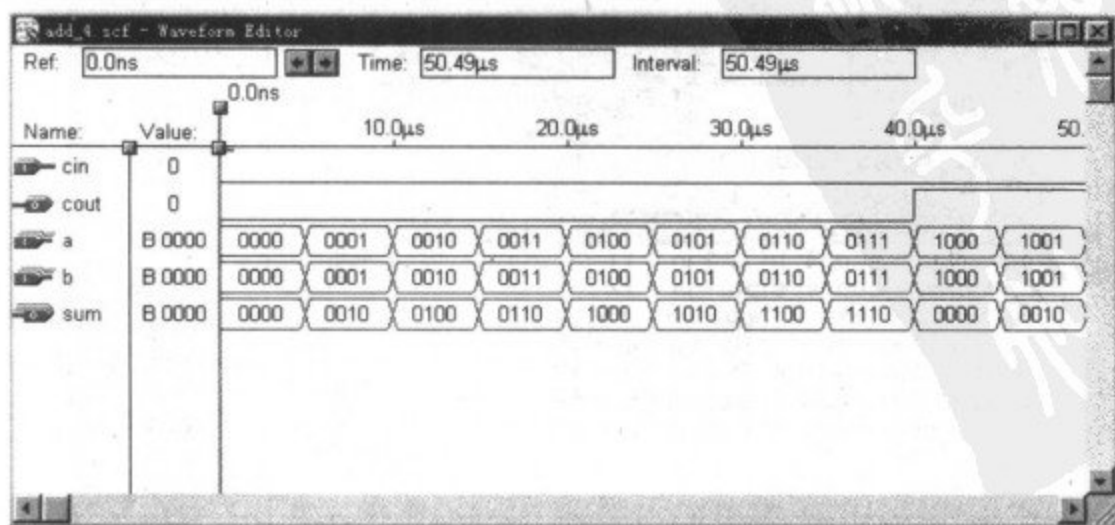 add_4.scf - Waveform Editor
Ref: 0.0ns Time: 50.49μs Interval: 50.49μs
0.0ns
Name: Value: 10.0μs 20.0μs 30.0μs 40.0μs 50.
cin 0
cout 0
a B 0000 0000 0001 0010 0011 0100 0101 0110 0111 1000 1001
b B 0000 0000 0001 0010 0011 0100 0101 0110 0111 1000 1001
sum B 0000 0000 0010 0100 0110 1000 1010 1100 1110 0000 0010